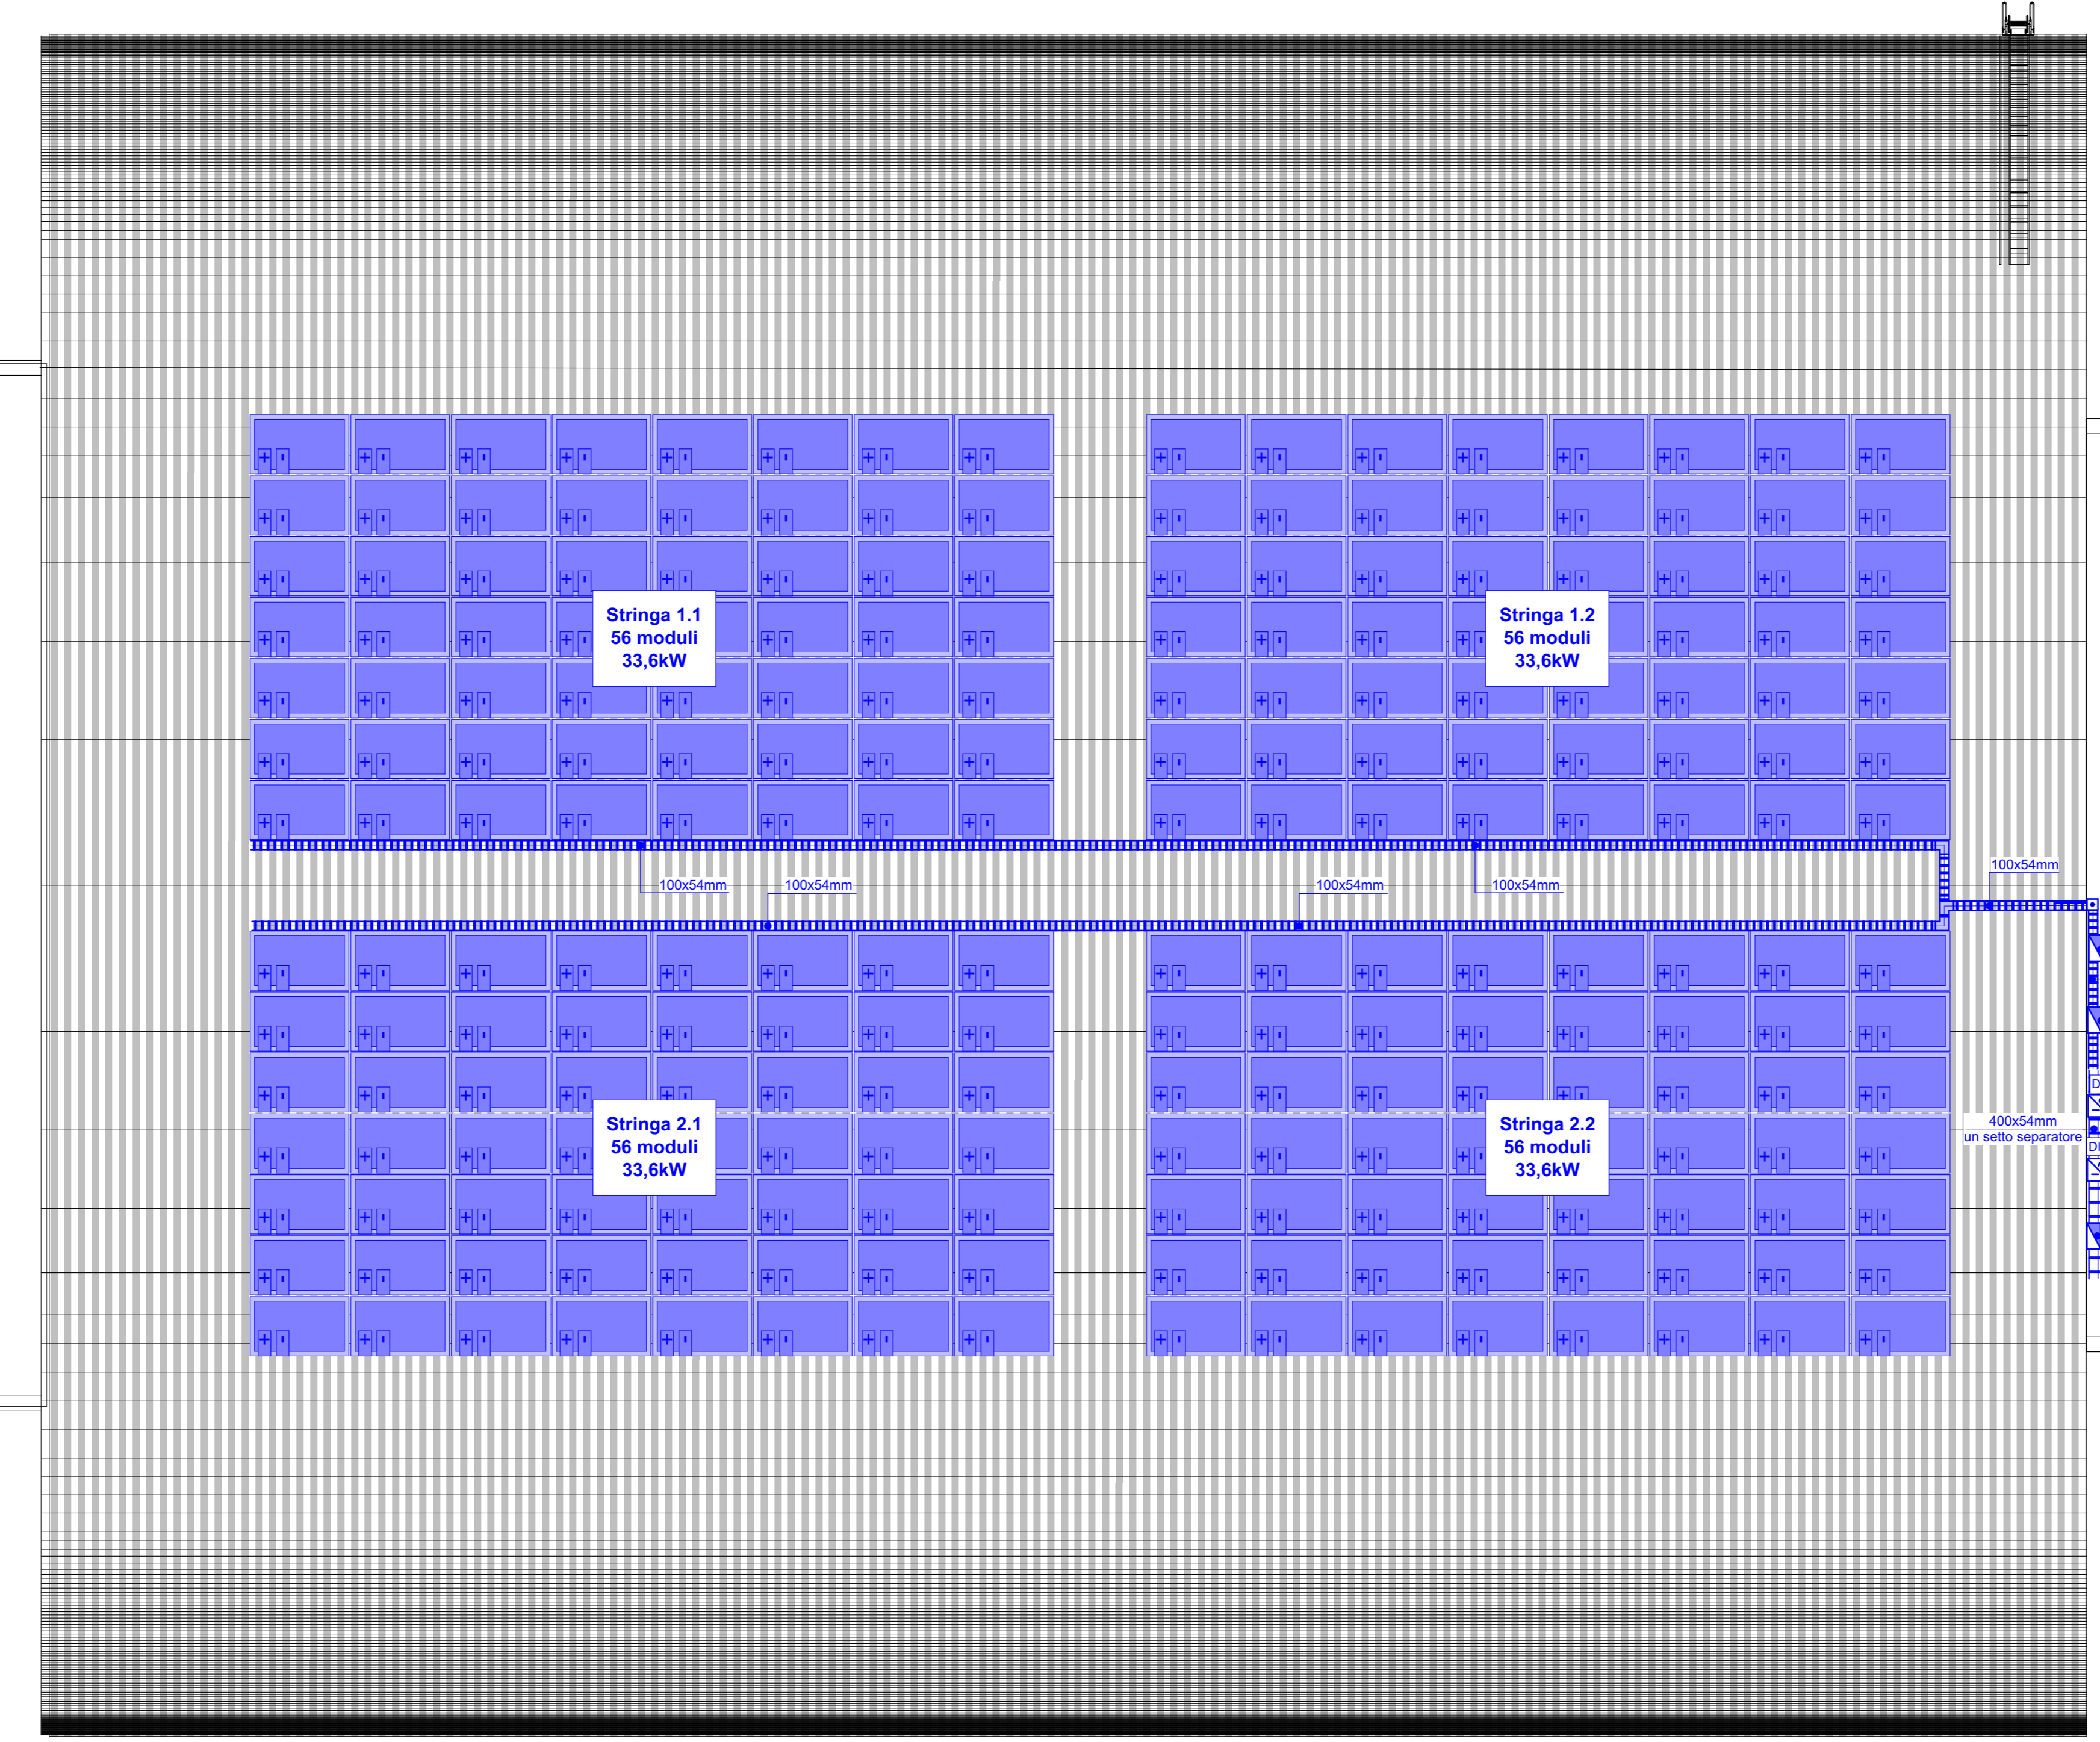 Stringa 1.1
56 moduli
33,6kW
Stringa 1.2
56 moduli
33,6kW
100x54mm
100x54mm
100x54mm
100x54mm
100x54mm
Stringa 2.1
56 moduli
33,6kW
Stringa 2.2
56 moduli
33,6kW
400x54mm
un setto separatore